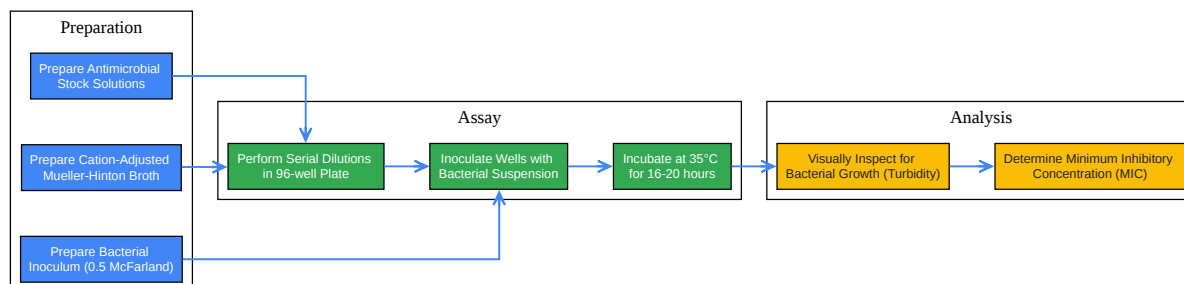 Preparation
Prepare Antimicrobial
Stock Solutions
Prepare Cation-Adjusted
Mueller-Hinton Broth
Prepare Bacterial
Inoculum (0.5 McFarland)
Assay
Perform Serial Dilutions
in 96-well Plate
Inoculate Wells with
Bacterial Suspension
Incubate at 35°C
for 16-20 hours
Analysis
Visually Inspect for
Bacterial Growth (Turbidity)
Determine Minimum Inhibitory
Concentration (MIC)